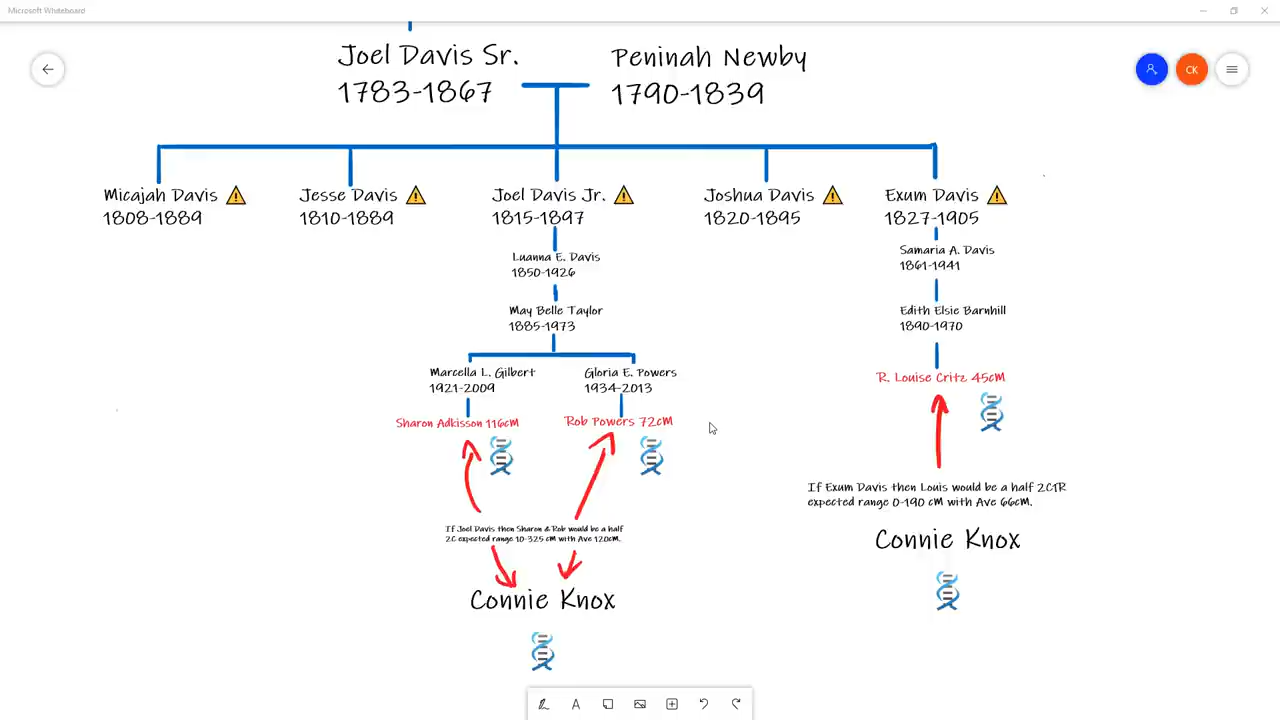 Microsoft Whiteboard
Joel Davis Sr.
1783-1867
Peninah Newby
1790-1839
CK
Micajah Davis
1808-1889
Jesse Davis
1810-1889
Joel Davis Jr.
1815-1897
Joshua Davis
1820-1895
Exum Davis
1827-1905
Luanna E. Davis
1850-1926
Samaria A. Davis
1861-1941
May Belle Taylor
1885-1973
Edith Elsie Barnhill
1890-1970
Marcella L. Gilbert
1921-2009
Gloria E. Powers
1934-2013
R. Louise Critz 45cM
Sharon Adkisson 116cM
Rob Powers 72cM
If Exum Davis then Louis would be a half 2C1R
expected range 0-190 cM with Ave 66cM.
If Joel Davis then Sharon & Rob would be a half
2C expected range 10-325 cM with Ave 120cM.
Connie Knox
Connie Knox
A